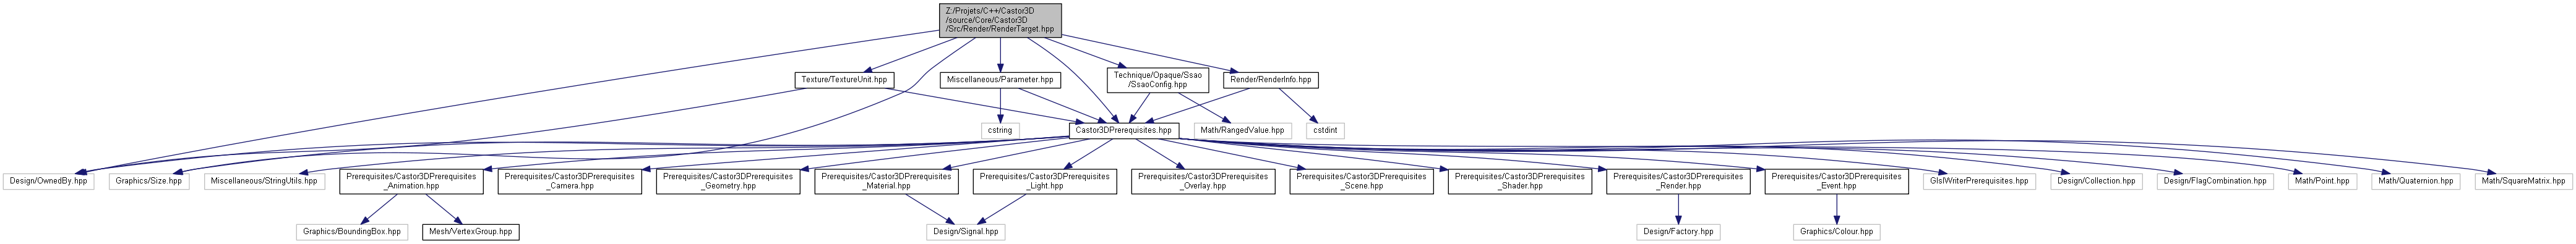 Z:/Projets/C++/Castor3D
/source/Core/Castor3D
/Src/Render/RenderTarget.hpp
Texture/TextureUnit.hpp
Miscellaneous/Parameter.hpp
Technique/Opaque/Ssao
/SsaoConfig.hpp
Render/RenderInfo.hpp
cstring
Castor3DPrerequisites.hpp
Math/RangedValue.hpp
cstdint
Design/OwnedBy.hpp
Graphics/Size.hpp
Miscellaneous/StringUtils.hpp
Prerequisites/Castor3DPrerequisites
_Animation.hpp
Prerequisites/Castor3DPrerequisites
_Camera.hpp
Prerequisites/Castor3DPrerequisites
_Geometry.hpp
Prerequisites/Castor3DPrerequisites
_Material.hpp
Prerequisites/Castor3DPrerequisites
_Light.hpp
Prerequisites/Castor3DPrerequisites
_Overlay.hpp
Prerequisites/Castor3DPrerequisites
_Scene.hpp
Prerequisites/Castor3DPrerequisites
_Shader.hpp
Prerequisites/Castor3DPrerequisites
_Render.hpp
Prerequisites/Castor3DPrerequisites
_Event.hpp
GlslWriterPrerequisites.hpp
Design/Collection.hpp
Design/FlagCombination.hpp
Math/Point.hpp
Math/Quaternion.hpp
Math/SquareMatrix.hpp
Graphics/BoundingBox.hpp
Mesh/VertexGroup.hpp
Design/Signal.hpp
Design/Factory.hpp
Graphics/Colour.hpp